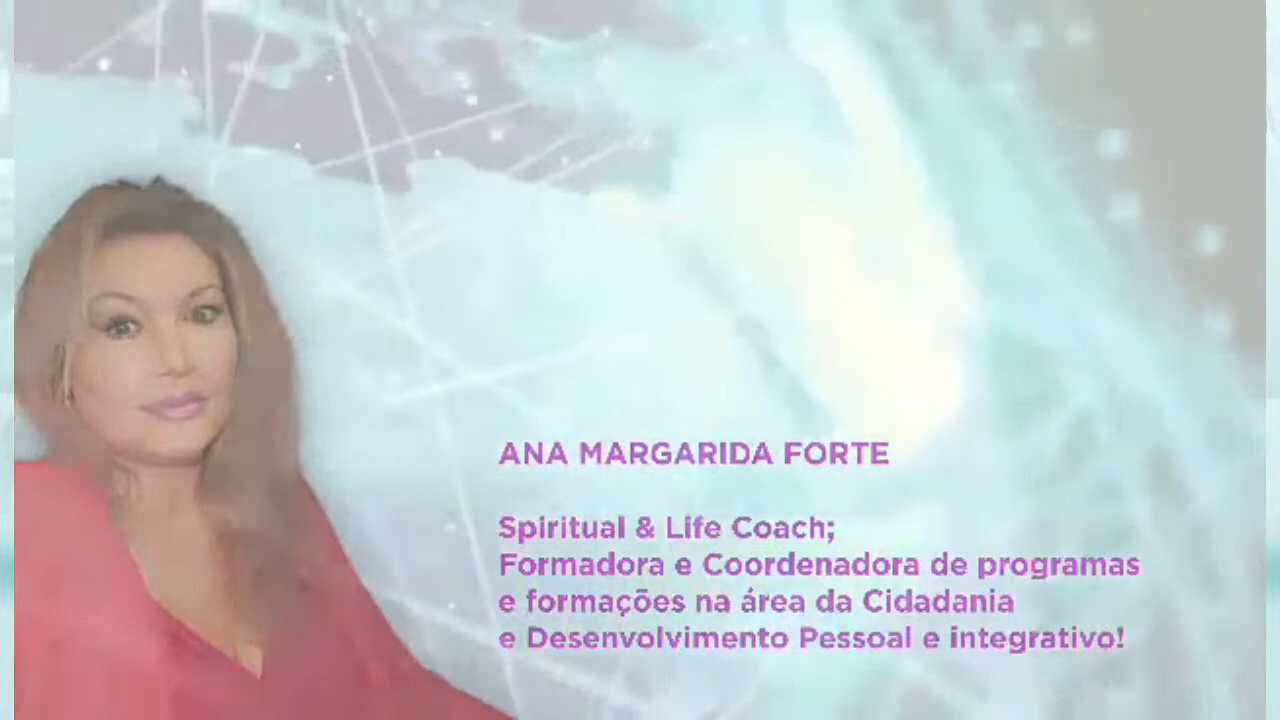 ANA MARGARIDA FORTE
Spiritual & Life Coach;
Formadora e Coordenadora de programas
e formações na área da Cidadania
e Desenvolvimento Pessoal e integrativo!